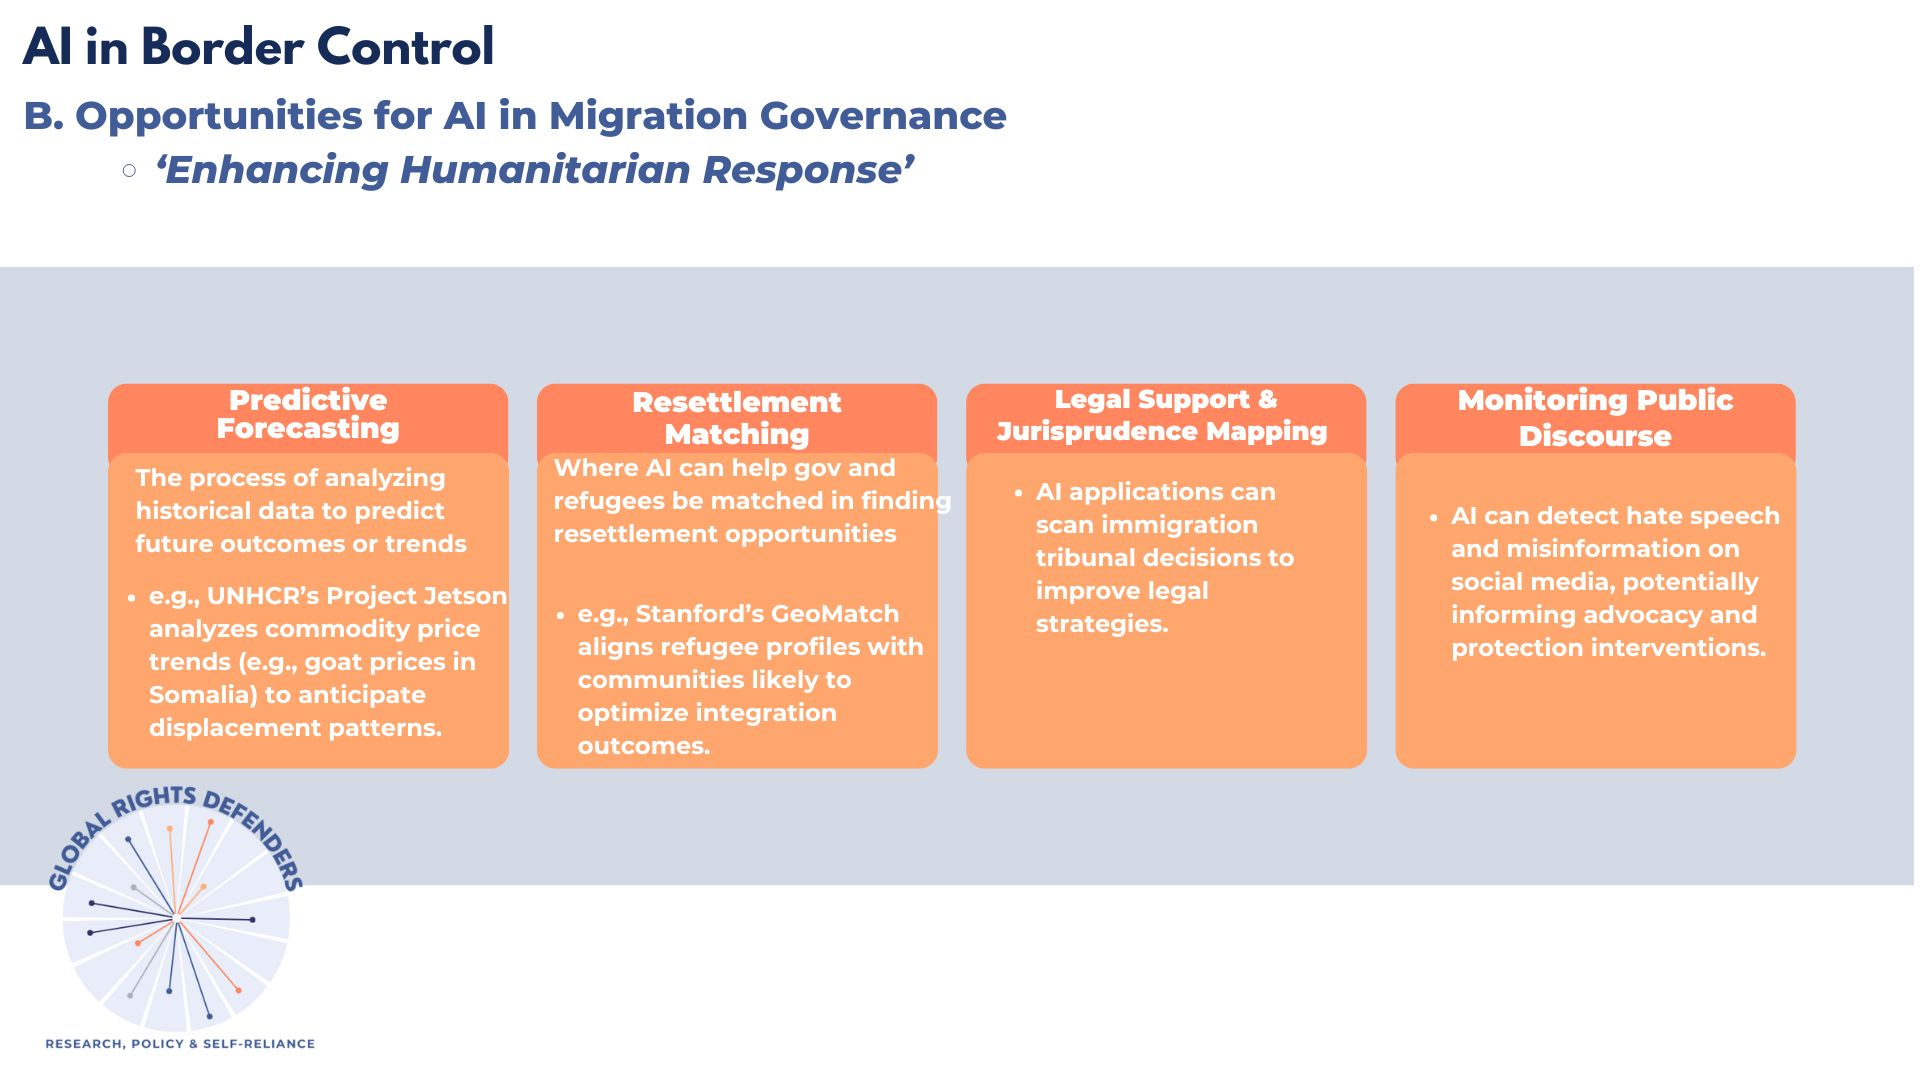 AI in Border Control
B. Opportunities for AI in Migration Governance
‘Enhancing Humanitarian Response’
Predictive
Forecasting
The process of analyzing
historical data to predict
future outcomes or trends
• e.g., UNHCR’s Project Jetson
analyzes commodity price
trends (e.g., goat prices in
Somalia) to anticipate
displacement patterns.
Resettlement
Matching
Where AI can help gov and
refugees be matched in finding
resettlement opportunities
• e.g., Stanford’s GeoMatch
aligns refugee profiles with
communities likely to
optimize integration
outcomes.
Legal Support &
Jurisprudence Mapping
• AI applications can
scan immigration
tribunal decisions to
improve legal
strategies.
Monitoring Public
Discourse
• AI can detect hate speech
and misinformation on
social media, potentially
informing advocacy and
protection interventions.
GLOBAL RIGHTS DEFENDERS
RESEARCH, POLICY & SELF-RELIANCE